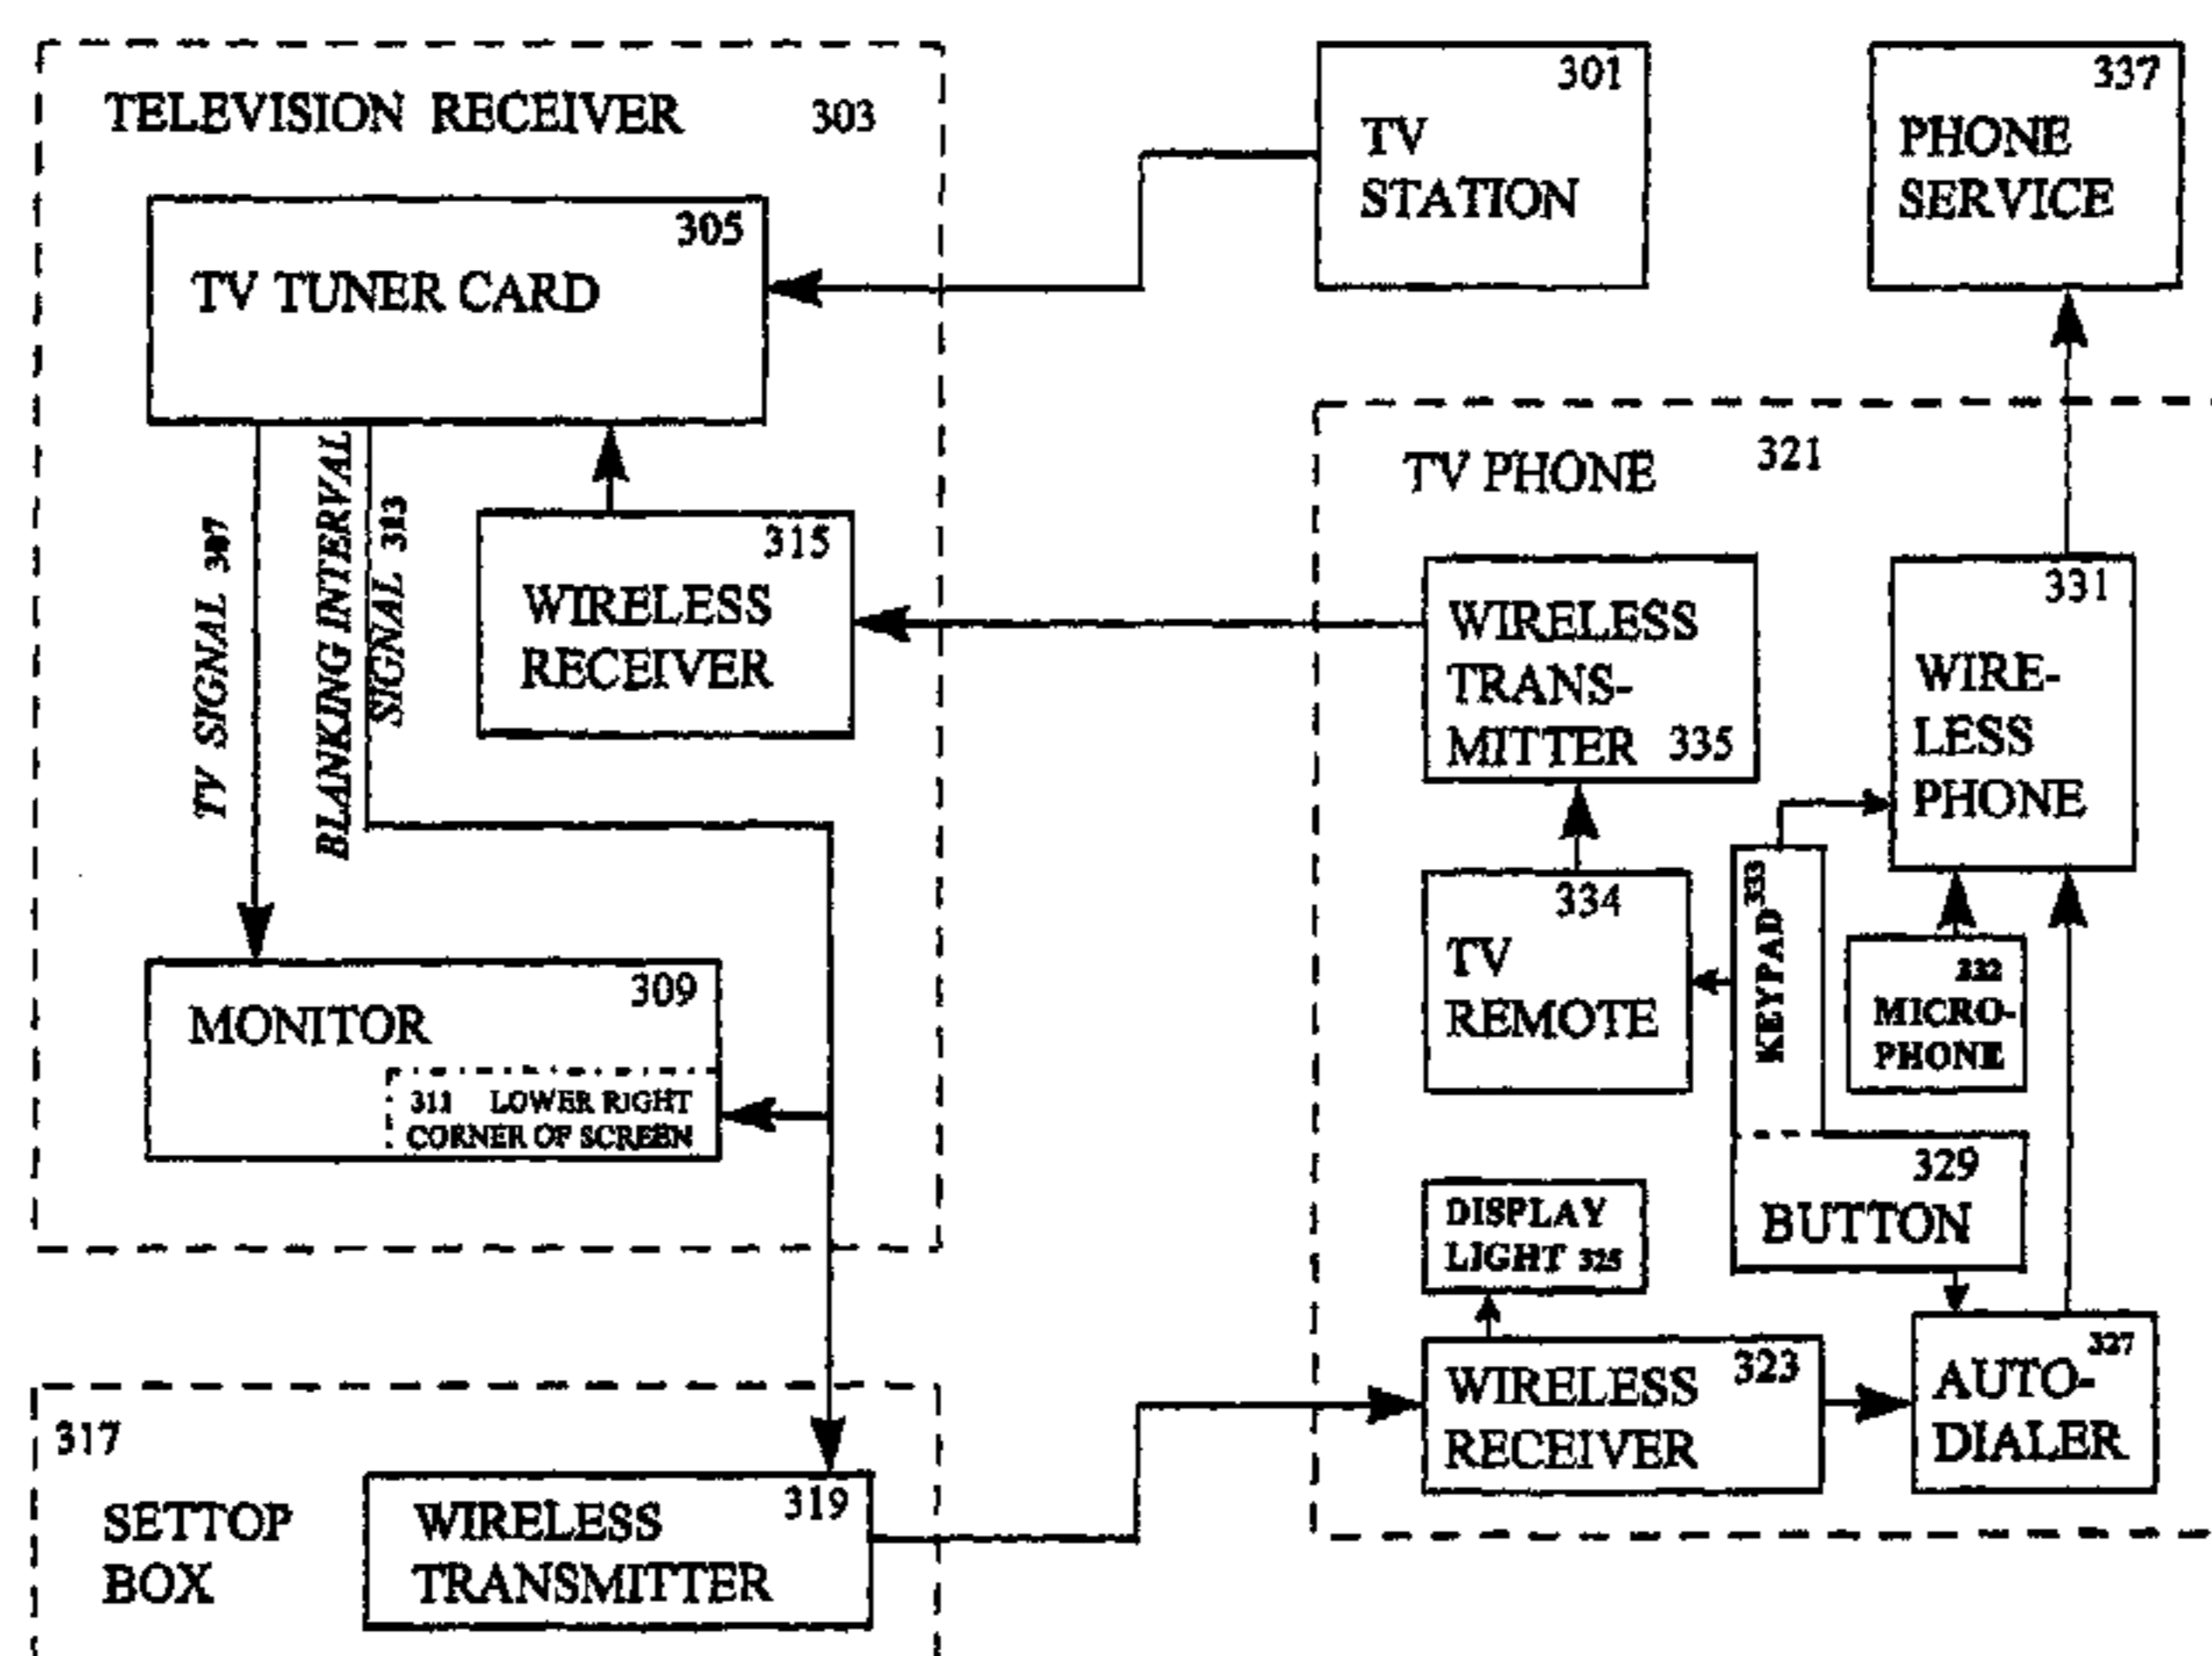 TELEVISION RECEIVER 303
305
TV TUNER CARD
TV SIGNAL 307
BLANKING INTERVAL
SIGNAL 313
315
WIRELESS
RECEIVER
309
MONITOR
311 LOWER RIGHT
CORNER OF SCREEN
317
SETTOP
BOX
319
WIRELESS
TRANSMITTER
301
TV
STATION
337
PHONE
SERVICE
TV PHONE 321
WIRELESS
TRANS-
MITTER 335
331
WIRE-
LESS
PHONE
334
TV
REMOTE
KEYPAD 333
332
MICRO-
PHONE
329
BUTTON
DISPLAY
LIGHT 325
323
WIRELESS
RECEIVER
327
AUTO-
DIALER